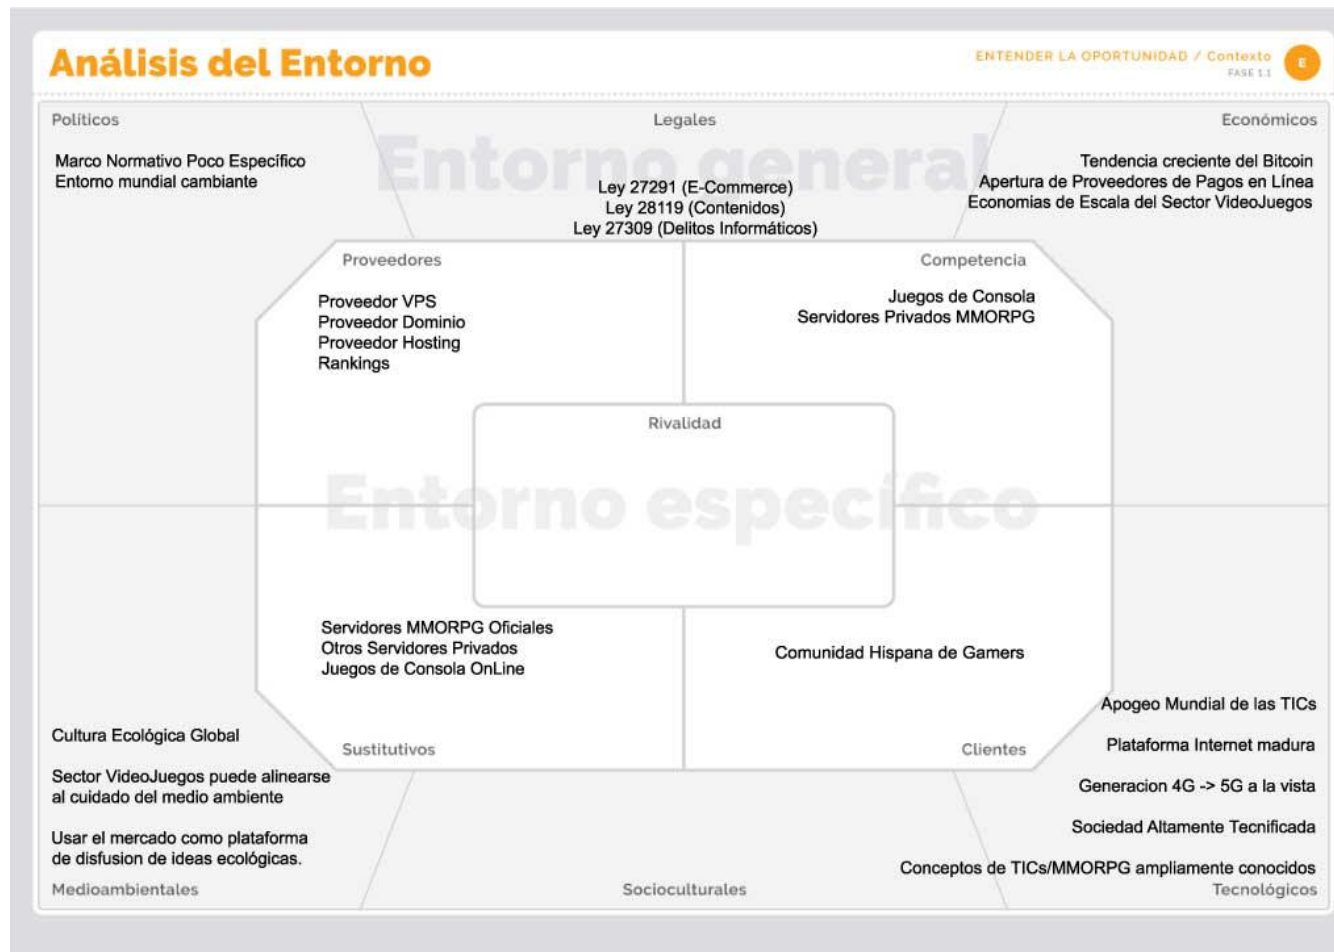 Análisis del Entorno
ENTENDER LA OPORTUNIDAD / Contexto
FASE 1.1
E
Entorno general
Políticos
Marco Normativo Poco Específico
Entorno mundial cambiante
Legales
Ley 27291 (E-Commerce)
Ley 28119 (Contenidos)
Ley 27309 (Delitos Informáticos)
Económicos
Tendencia creciente del Bitcoin
Apertura de Proveedores de Pagos en Línea
Economias de Escala del Sector VideoJuegos
Proveedores
Proveedor VPS
Proveedor Dominio
Proveedor Hosting
Rankings
Competencia
Juegos de Consola
Servidores Privados MMORPG
Rivalidad
Entorno específico
Servidores MMORPG Oficiales
Otros Servidores Privados
Juegos de Consola OnLine
Sustitutivos
Comunidad Hispana de Gamers
Clientes
Cultura Ecológica Global
Sector VideoJuegos puede alinearse
al cuidado del medio ambiente
Usar el mercado como plataforma
de disfusion de ideas ecológicas.
Medioambientales
Socioculturales
Apogeo Mundial de las TICs
Plataforma Internet madura
Generacion 4G -> 5G a la vista
Sociedad Altamente Tecnificada
Conceptos de TICs/MMORPG ampliamente conocidos
Tecnológicos